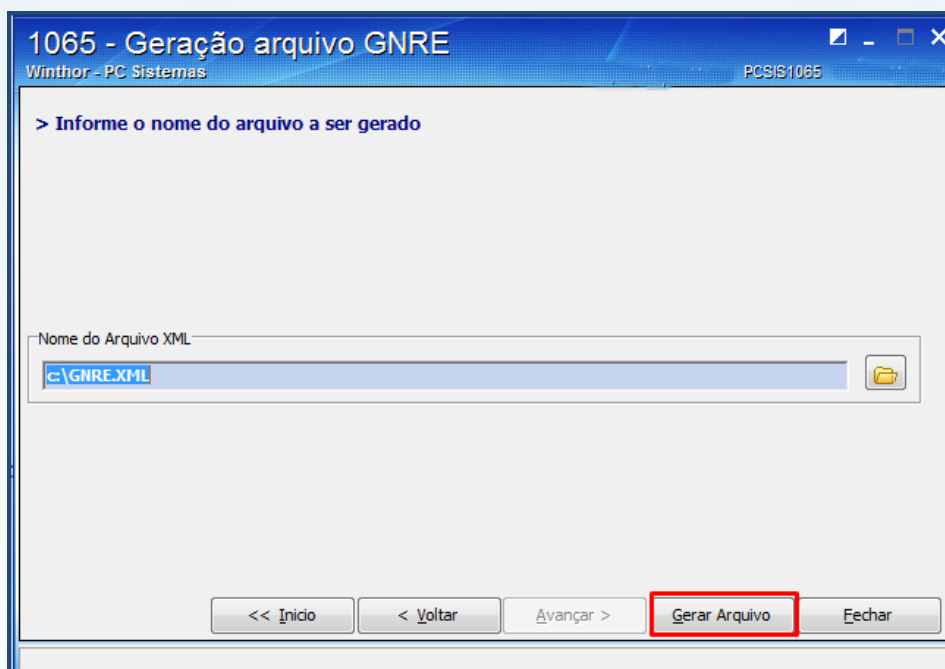 1065 - Geração arquivo GNRE
Winthor - PC Sistemas
PCSIS1065
> Informe o nome do arquivo a ser gerado
Nome do Arquivo XML
c:\GNRE.XML
<< Inicio
< Voltar
Avançar >
Gerar Arquivo
Fechar